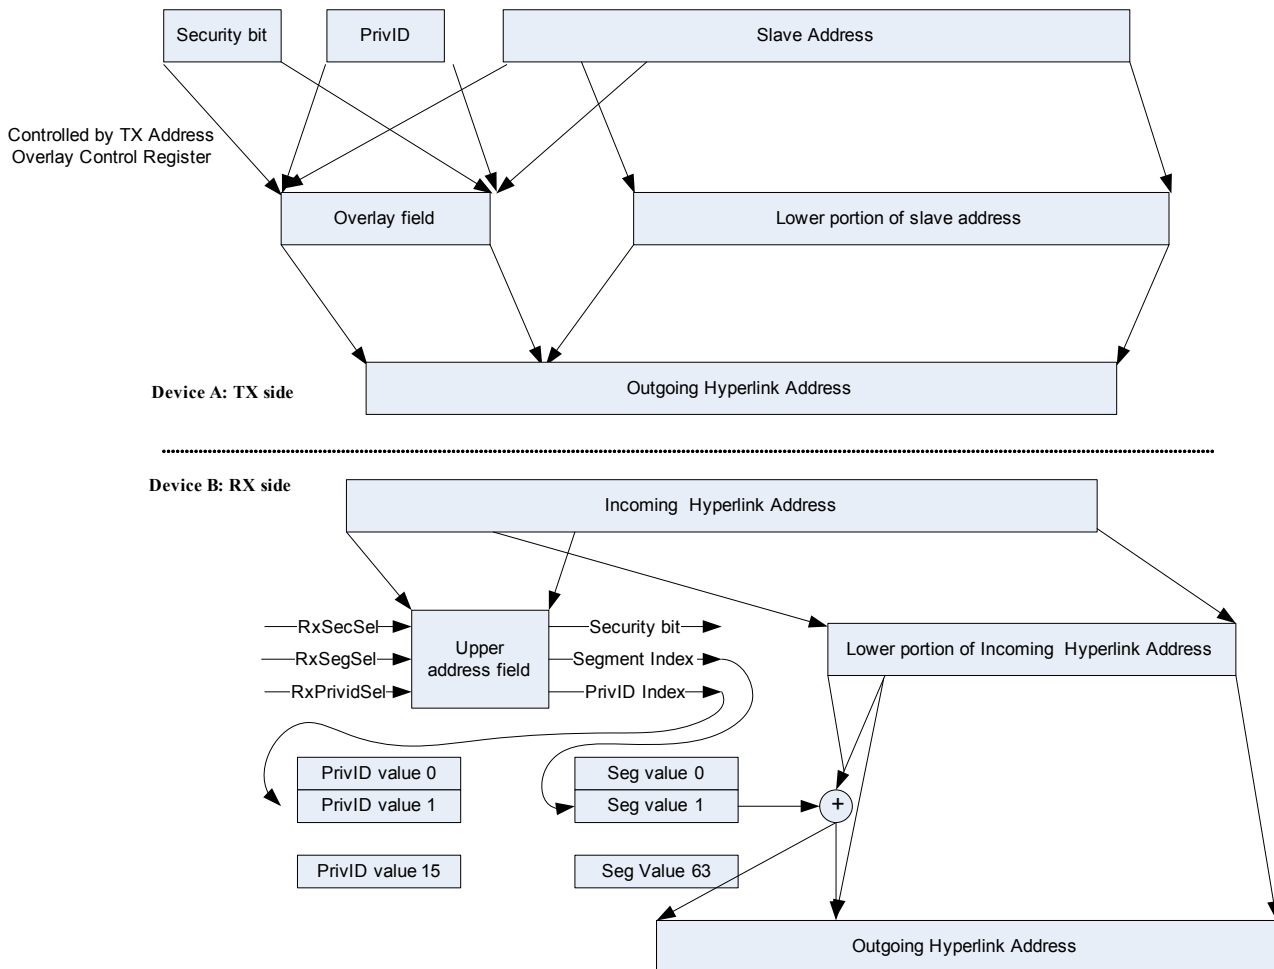 Security bit
PrivID
Slave Address
Controlled by TX Address
Overlay Control Register
Overlay field
Lower portion of slave address
Outgoing Hyperlink Address
Device A: TX side
Device B: RX side
Incoming Hyperlink Address
RxSecSel
RxSegSel
RxPrividSel
Upper
address field
Security bit
Segment Index
PrivID Index
Lower portion of Incoming Hyperlink Address
PrivID value 0
PrivID value 1
PrivID value 15
Seg value 0
Seg value 1
Seg Value 63
+
Outgoing Hyperlink Address